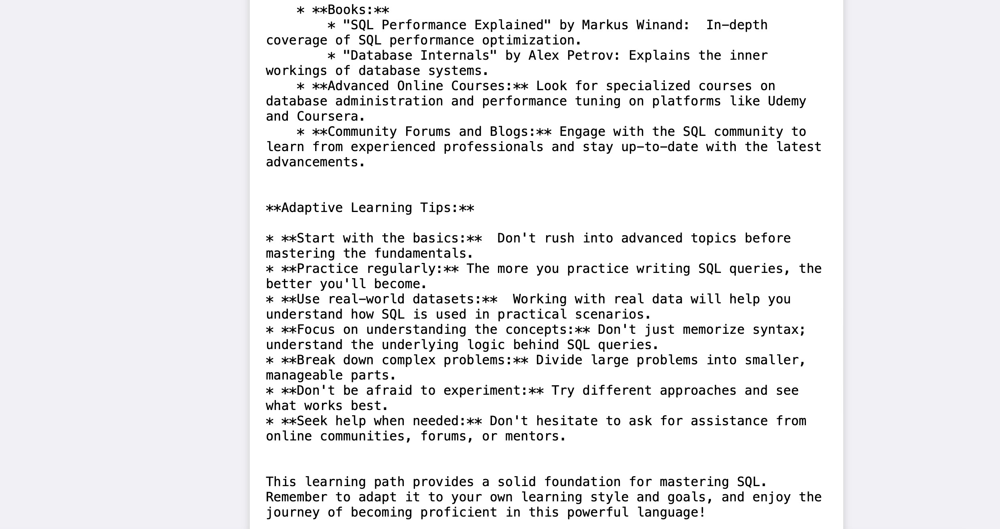 * **Books:**
        * "SQL Performance Explained" by Markus Winand:  In-depth
coverage of SQL performance optimization.
        * "Database Internals" by Alex Petrov: Explains the inner
workings of database systems.
    * **Advanced Online Courses:** Look for specialized courses on
database administration and performance tuning on platforms like Udemy
and Coursera.
    * **Community Forums and Blogs:** Engage with the SQL community to
learn from experienced professionals and stay up-to-date with the latest
advancements.


**Adaptive Learning Tips:**

* **Start with the basics:**  Don't rush into advanced topics before
mastering the fundamentals.
* **Practice regularly:** The more you practice writing SQL queries, the
better you'll become.
* **Use real-world datasets:**  Working with real data will help you
understand how SQL is used in practical scenarios.
* **Focus on understanding the concepts:** Don't just memorize syntax;
understand the underlying logic behind SQL queries.
* **Break down complex problems:** Divide large problems into smaller,
manageable parts.
* **Don't be afraid to experiment:** Try different approaches and see
what works best.
* **Seek help when needed:** Don't hesitate to ask for assistance from
online communities, forums, or mentors.


This learning path provides a solid foundation for mastering SQL.
Remember to adapt it to your own learning style and goals, and enjoy the
journey of becoming proficient in this powerful language!